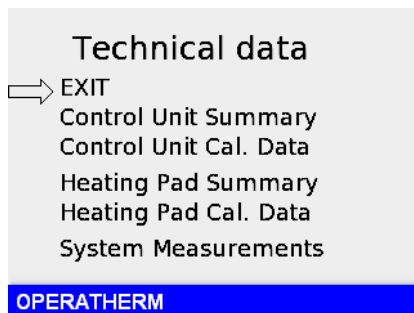 Technical data
EXIT
Control Unit Summary
Control Unit Cal. Data
Heating Pad Summary
Heating Pad Cal. Data
System Measurements
OPERATHERM